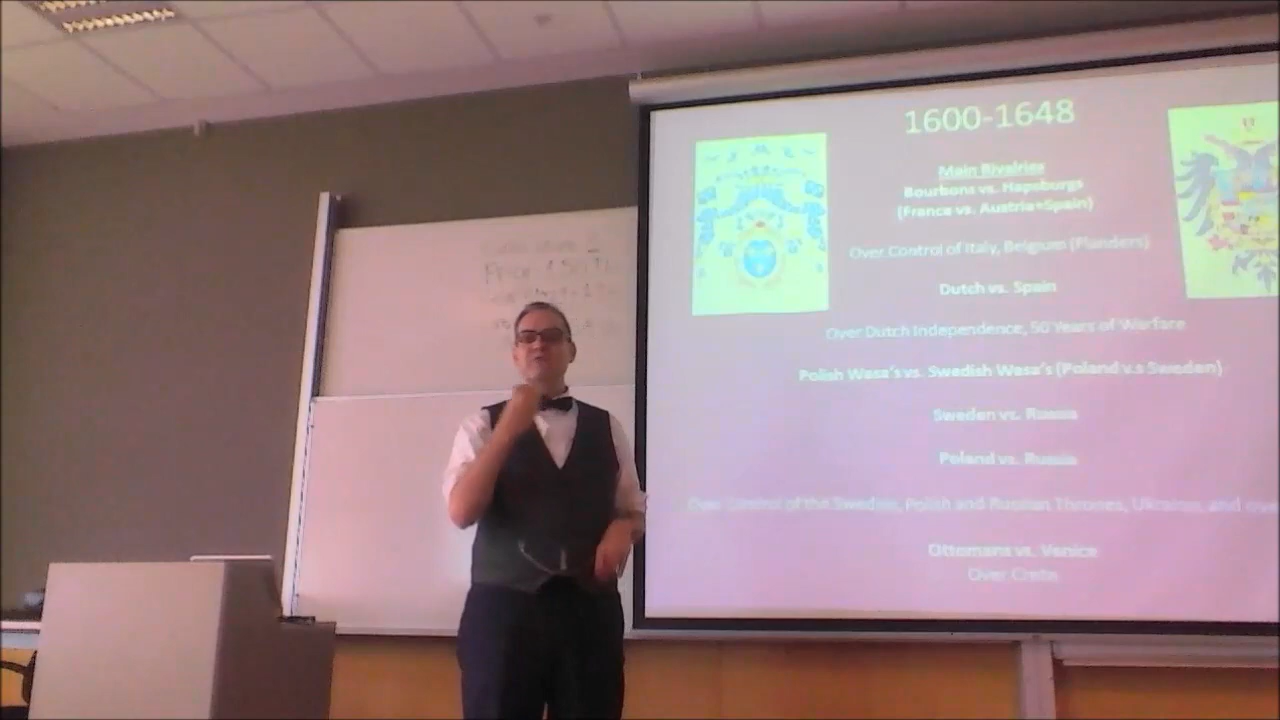 1600-1648
Main Rivalries
Bourbons vs. Hapsburgs
(France vs. Austria+Spain)
Over Control of Italy, Belgium (Flanders)
Dutch vs. Spain
Over Dutch Independence, 50 Years of Warfare
Polish Wasa's vs. Swedish Wasa's (Poland v.s Sweden)
Sweden vs. Russia
Poland vs. Russia
Over Control of the Sweden, Polish and Russian Thrones, Ukraine, and
Ottomans vs. Venice
Over Crete